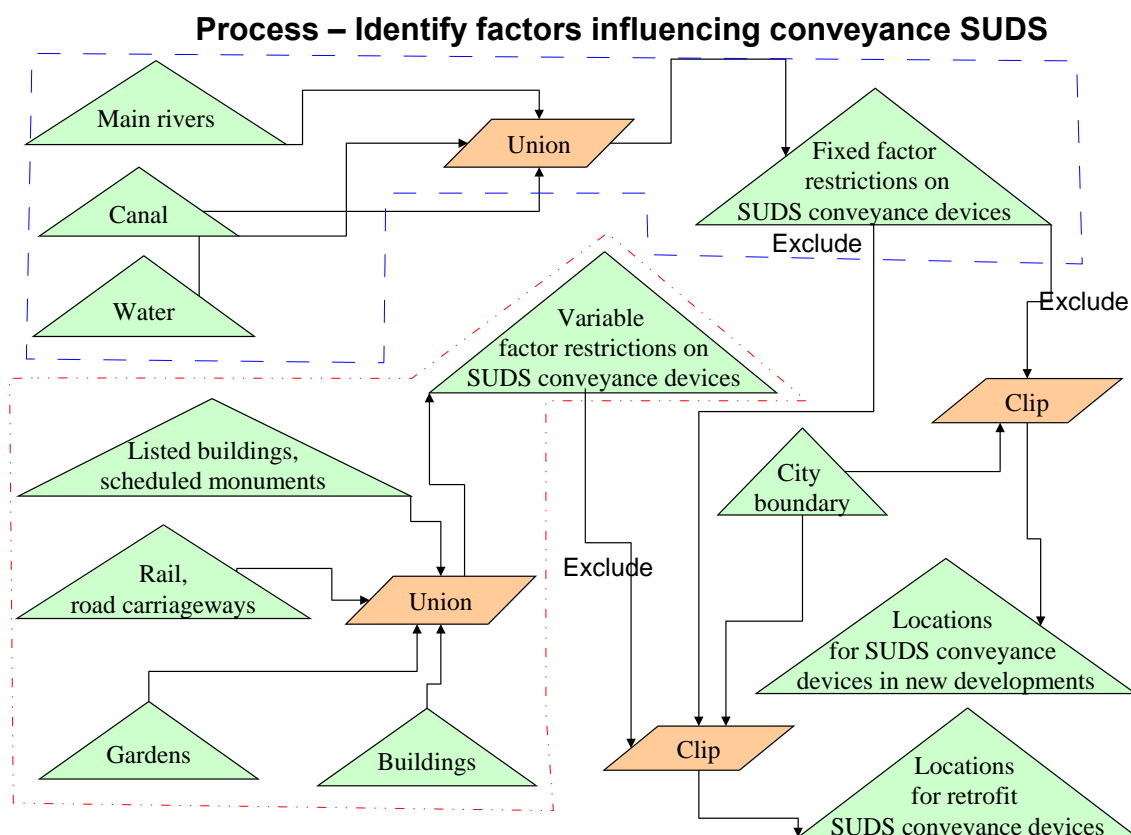 Process – Identify factors influencing conveyance SUDS
Main rivers
Union
Fixed factor
restrictions on
SUDS conveyance devices
Canal
Exclude
Water
Exclude
Variable
factor restrictions on
SUDS conveyance devices
Clip
Listed buildings,
scheduled monuments
City
boundary
Exclude
Rail,
road carriageways
Union
Locations
for SUDS conveyance
devices in new developments
Gardens
Buildings
Clip
Locations
for retrofit
SUDS conveyance devices